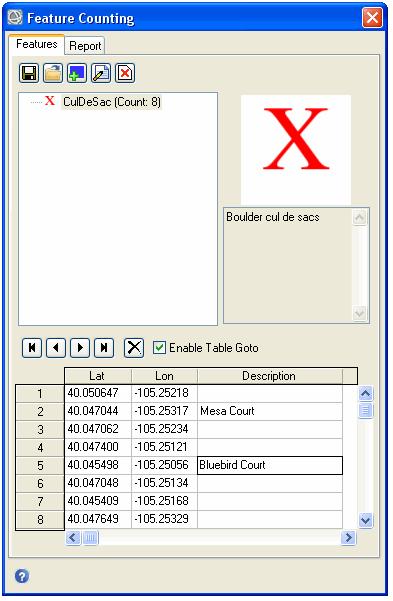 Feature Counting
Features Report
X CulDeSac (Count: 8)
X
Boulder cul de sacs
Enable Table Goto
Lat Lon Description
1 40.050647 -105.25218
2 40.047044 -105.25317 Mesa Court
3 40.047062 -105.25234
4 40.047400 -105.25121
5 40.045498 -105.25056 Bluebird Court
6 40.047048 -105.25134
7 40.045409 -105.25168
8 40.047649 -105.25329
?